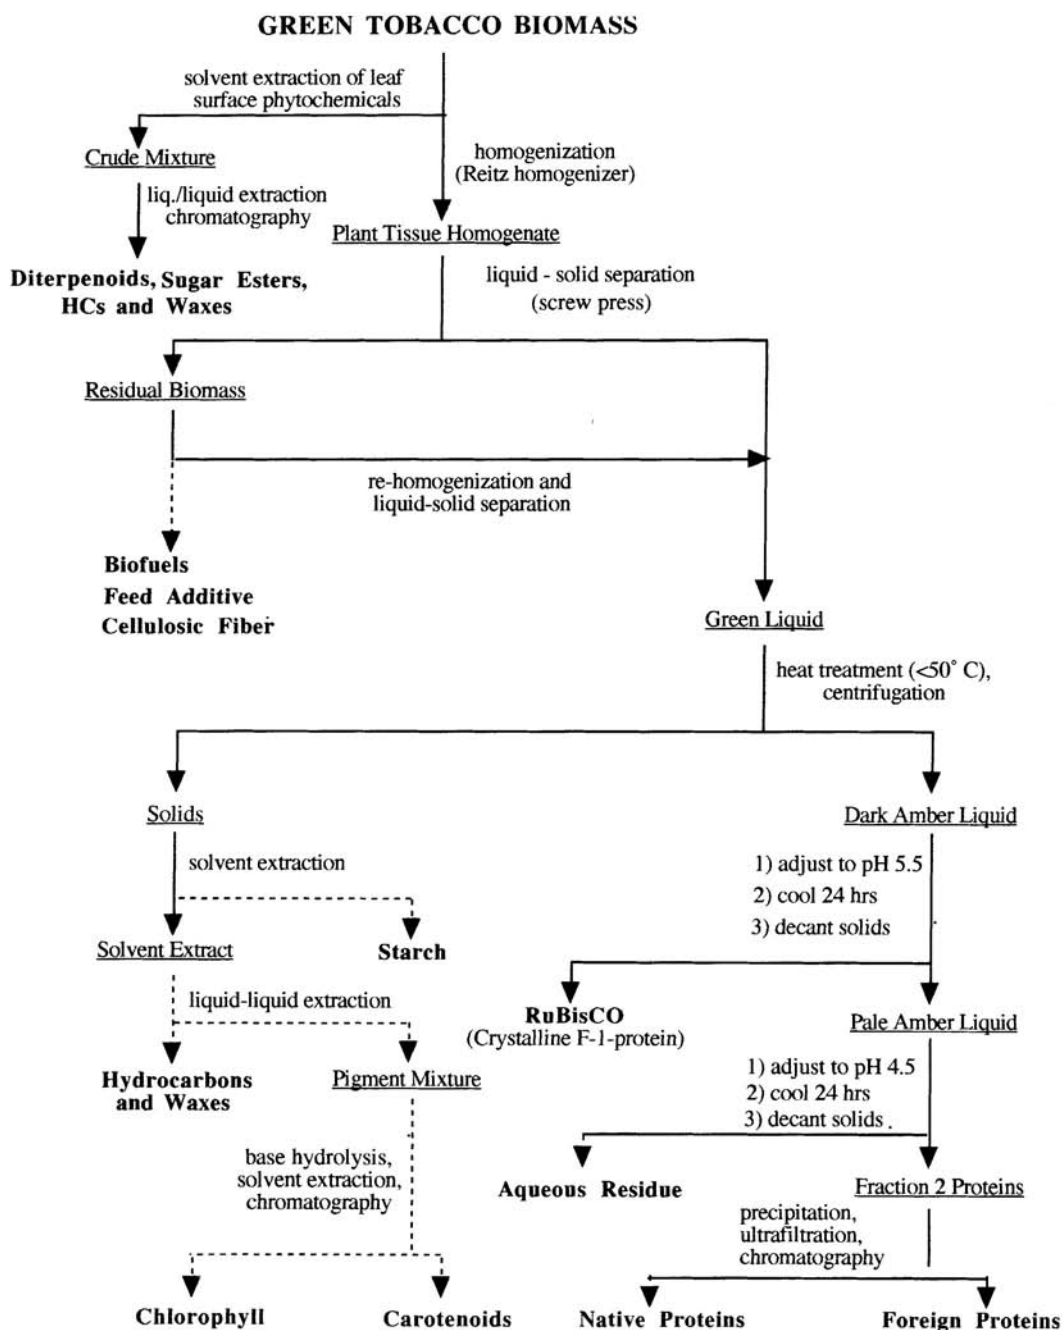 GREEN TOBACCO BIOMASS
solvent extraction of leaf
surface phytochemicals
Crude Mixture
homogenization
(Reitz homogenizer)
liq./liquid extraction
chromatography
Plant Tissue Homogenate
Diterpenoids, Sugar Esters,
HCs and Waxes
liquid - solid separation
(screw press)
Residual Biomass
re-homogenization and
liquid-solid separation
Biofuels
Feed Additive
Cellulosic Fiber
Green Liquid
heat treatment (<50° C),
centrifugation
Solids
Dark Amber Liquid
solvent extraction
1) adjust to pH 5.5
2) cool 24 hrs
3) decant solids
Solvent Extract
Starch
liquid-liquid extraction
RuBisCO
(Crystalline F-1-protein)
Pale Amber Liquid
Hydrocarbons
and Waxes
Pigment Mixture
1) adjust to pH 4.5
2) cool 24 hrs
3) decant solids .
base hydrolysis,
solvent extraction,
chromatography
Aqueous Residue
Fraction 2 Proteins
precipitation,
ultrafiltration,
chromatography
Chlorophyll
Carotenoids
Native Proteins
Foreign Proteins